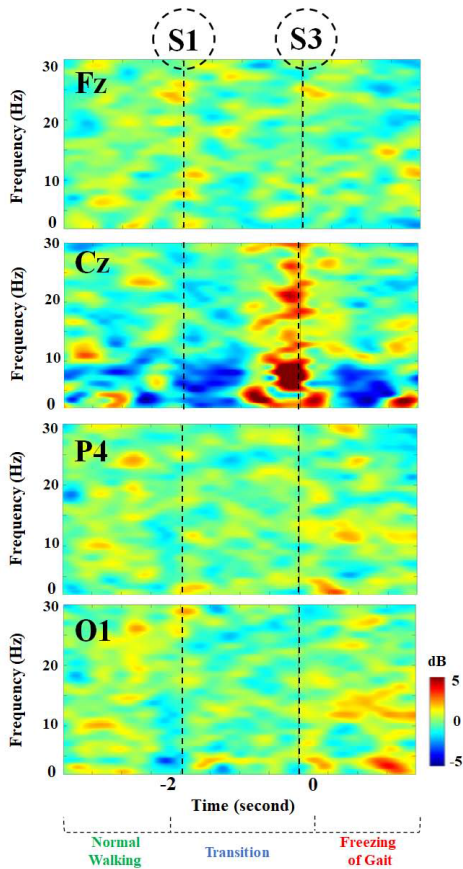 S1 S3
Fz
Frequency (Hz)
30
20
10
0
Cz
Frequency (Hz)
30
20
10
0
P4
Frequency (Hz)
30
20
10
0
O1
Frequency (Hz)
30
20
10
0
dB
5
0
-5
-2 0
Time (second)
Normal Walking
Transition
Freezing of Gait